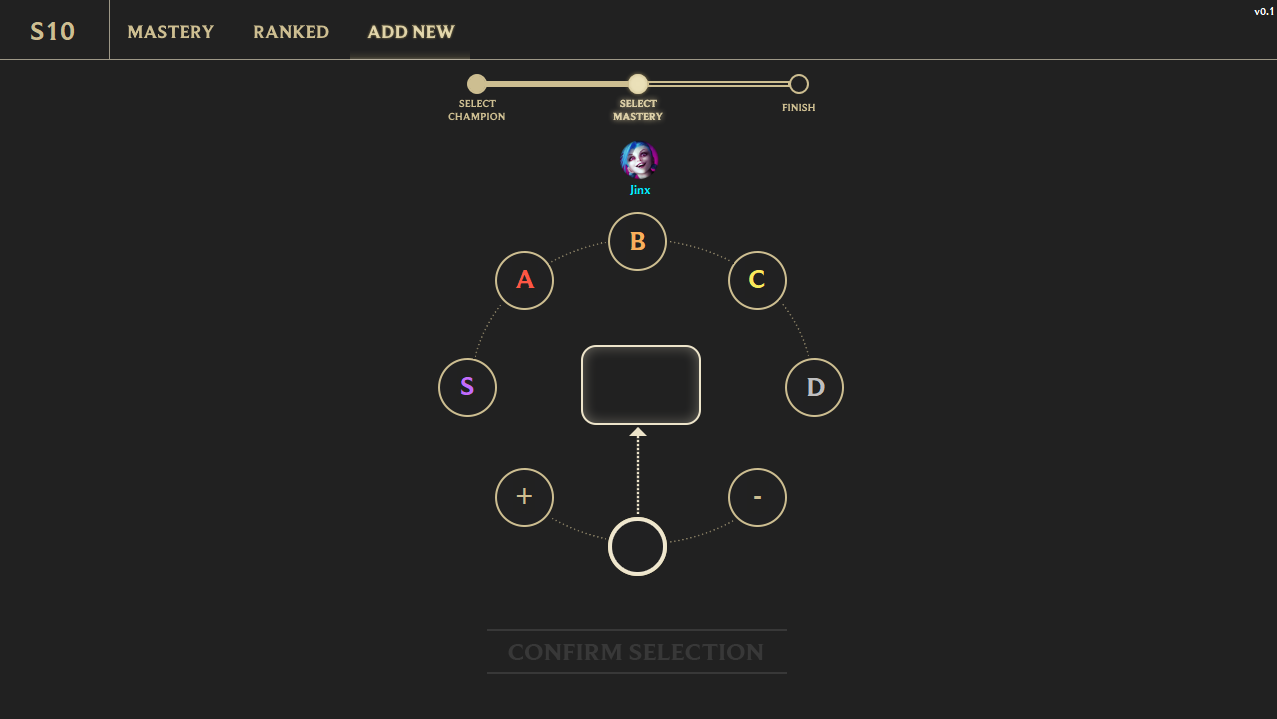 S10
MASTERY
RANKED
ADD NEW
v0.1
SELECT
CHAMPION
SELECT
MASTERY
FINISH
Jinx
B
A
C
S
D
+
-
CONFIRM SELECTION